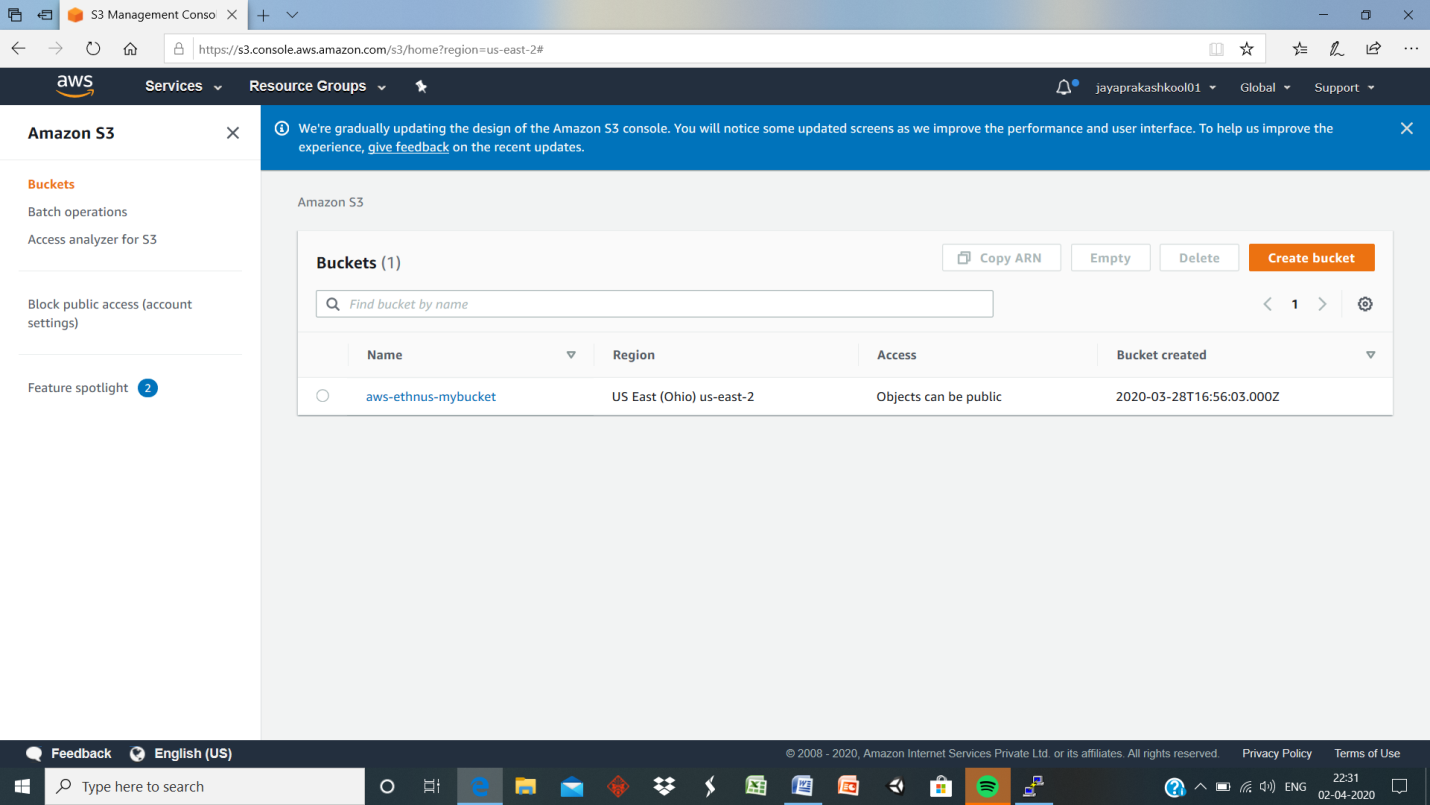 S3 Management Conso
https://s3.console.aws.amazon.com/s3/home?region=us-east-2#
aws
Services
Resource Groups
jayaprakashkool01
Global
Support
Amazon S3
We're gradually updating the design of the Amazon S3 console. You will notice some updated screens as we improve the performance and user interface. To help us improve the
experience, give feedback on the recent updates.
Buckets
Batch operations
Access analyzer for S3
Block public access (account
settings)
Feature spotlight 2
Amazon S3
Buckets (1)
Copy ARN
Empty
Delete
Create bucket
Find bucket by name
1
Name Region Access Bucket created
aws-ethnus-mybucket US East (Ohio) us-east-2 Objects can be public 2020-03-28T16:56:03.000Z
Feedback
English (US)
© 2008 - 2020, Amazon Internet Services Private Ltd. or its affiliates. All rights reserved.
Privacy Policy
Terms of Use
Type here to search
ENG
22:31
02-04-2020